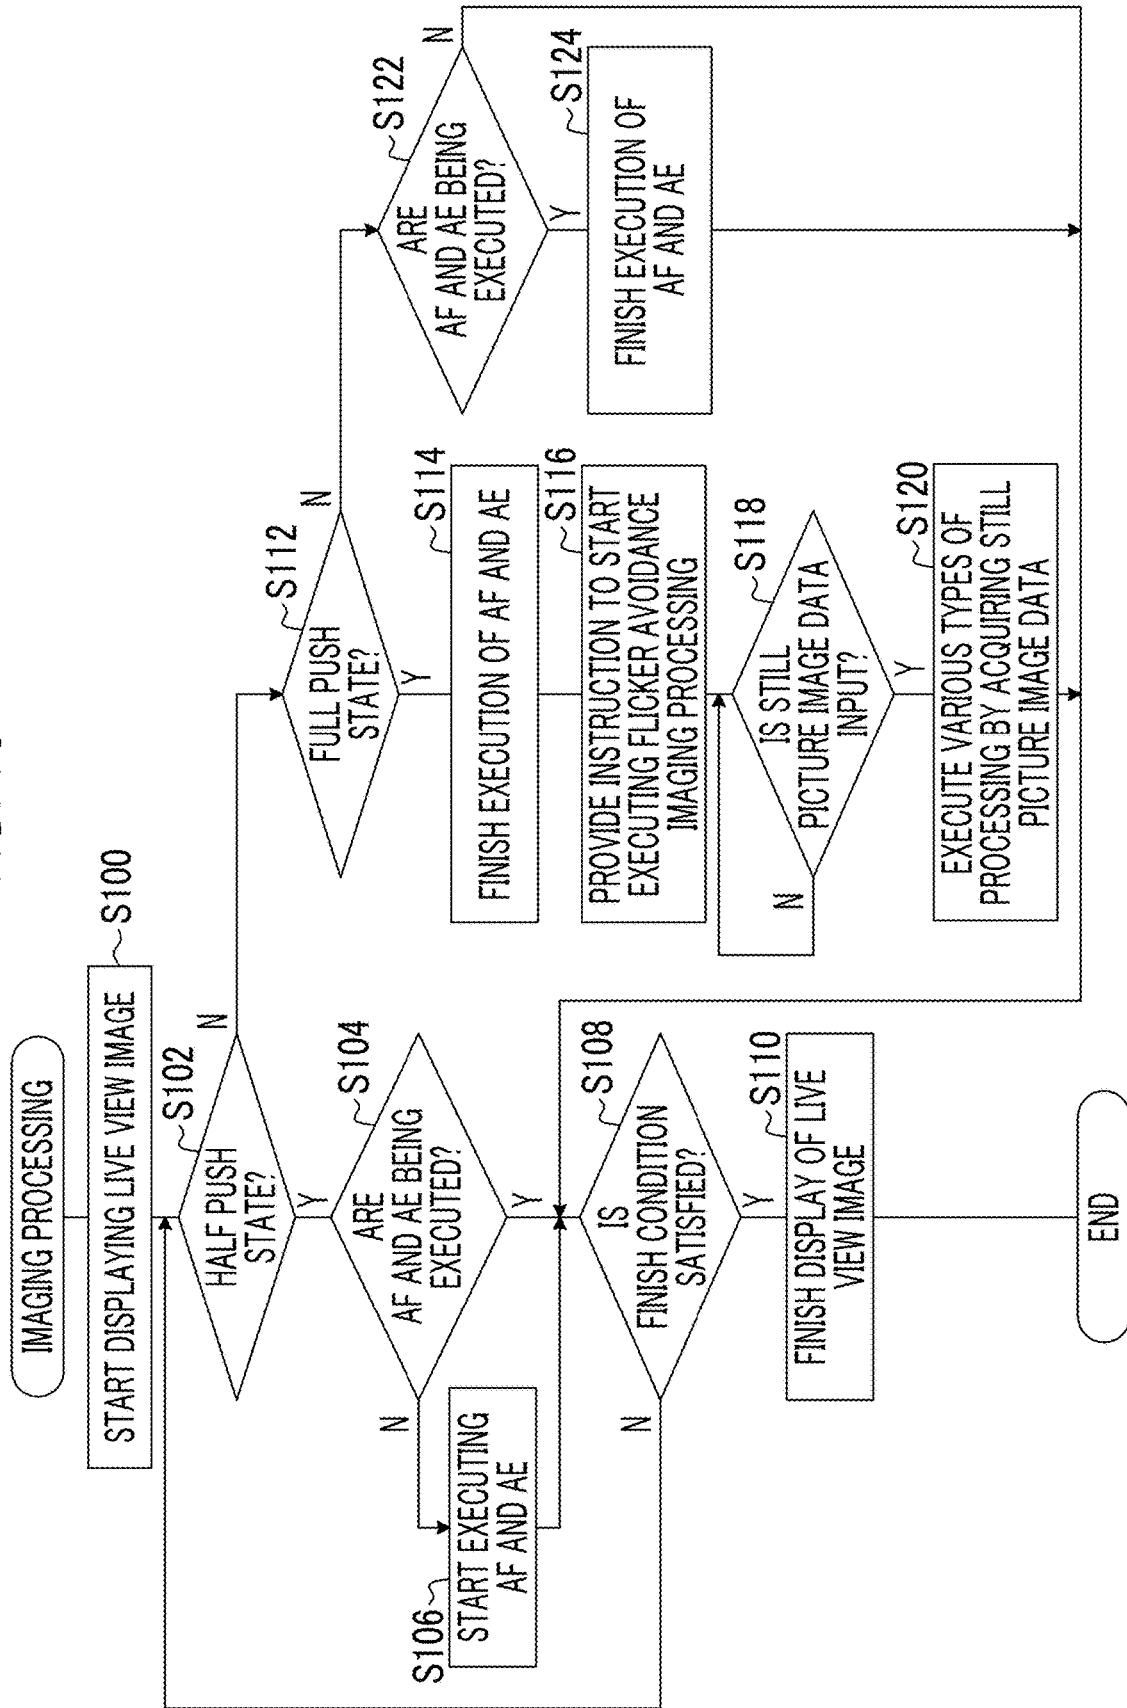 IMAGING PROCESSING
START DISPLAYING LIVE VIEW IMAGE
S100
HALF PUSH
STATE?
S102
N
Y
ARE
AF AND AE BEING
EXECUTED?
S104
N
Y
START EXECUTING
AF AND AE
S106
IS
FINISH CONDITION
SATISFIED?
S108
N
Y
FINISH DISPLAY OF LIVE
VIEW IMAGE
S110
END
FULL PUSH
STATE?
S112
N
Y
FINISH EXECUTION OF AF AND AE
S114
PROVIDE INSTRUCTION TO START
EXECUTING FLICKER AVOIDANCE
IMAGING PROCESSING
S116
IS STILL
PICTURE IMAGE DATA
INPUT?
S118
N
Y
EXECUTE VARIOUS TYPES OF
PROCESSING BY ACQUIRING STILL
PICTURE IMAGE DATA
S120
ARE
AF AND AE BEING
EXECUTED?
S122
N
Y
FINISH EXECUTION OF
AF AND AE
S124